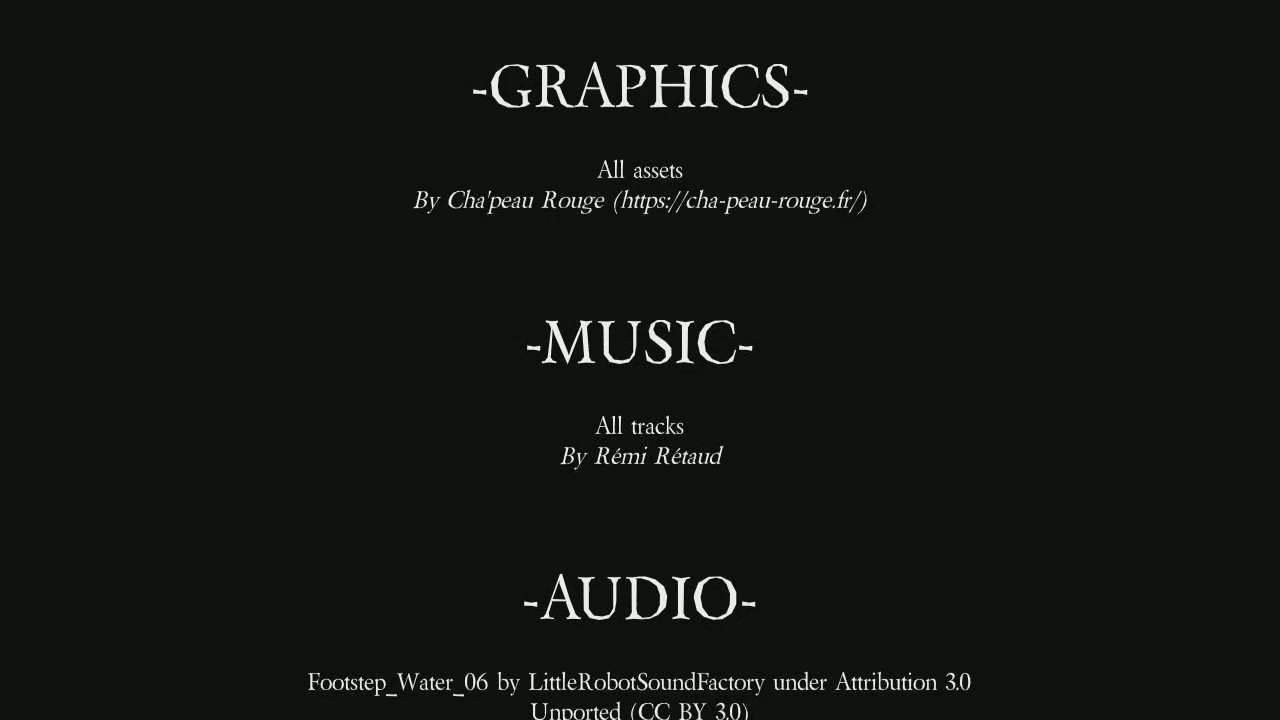 -GRAPHICS-
All assets
By Cha'peau Rouge (https://cha-peau-rouge.fr/)
-MUSIC-
All tracks
By Rémi Rétaud
-AUDIO-
Footstep_Water_06 by LittleRobotSoundFactory under Attribution 3.0
Unported (CC BY 3.0)